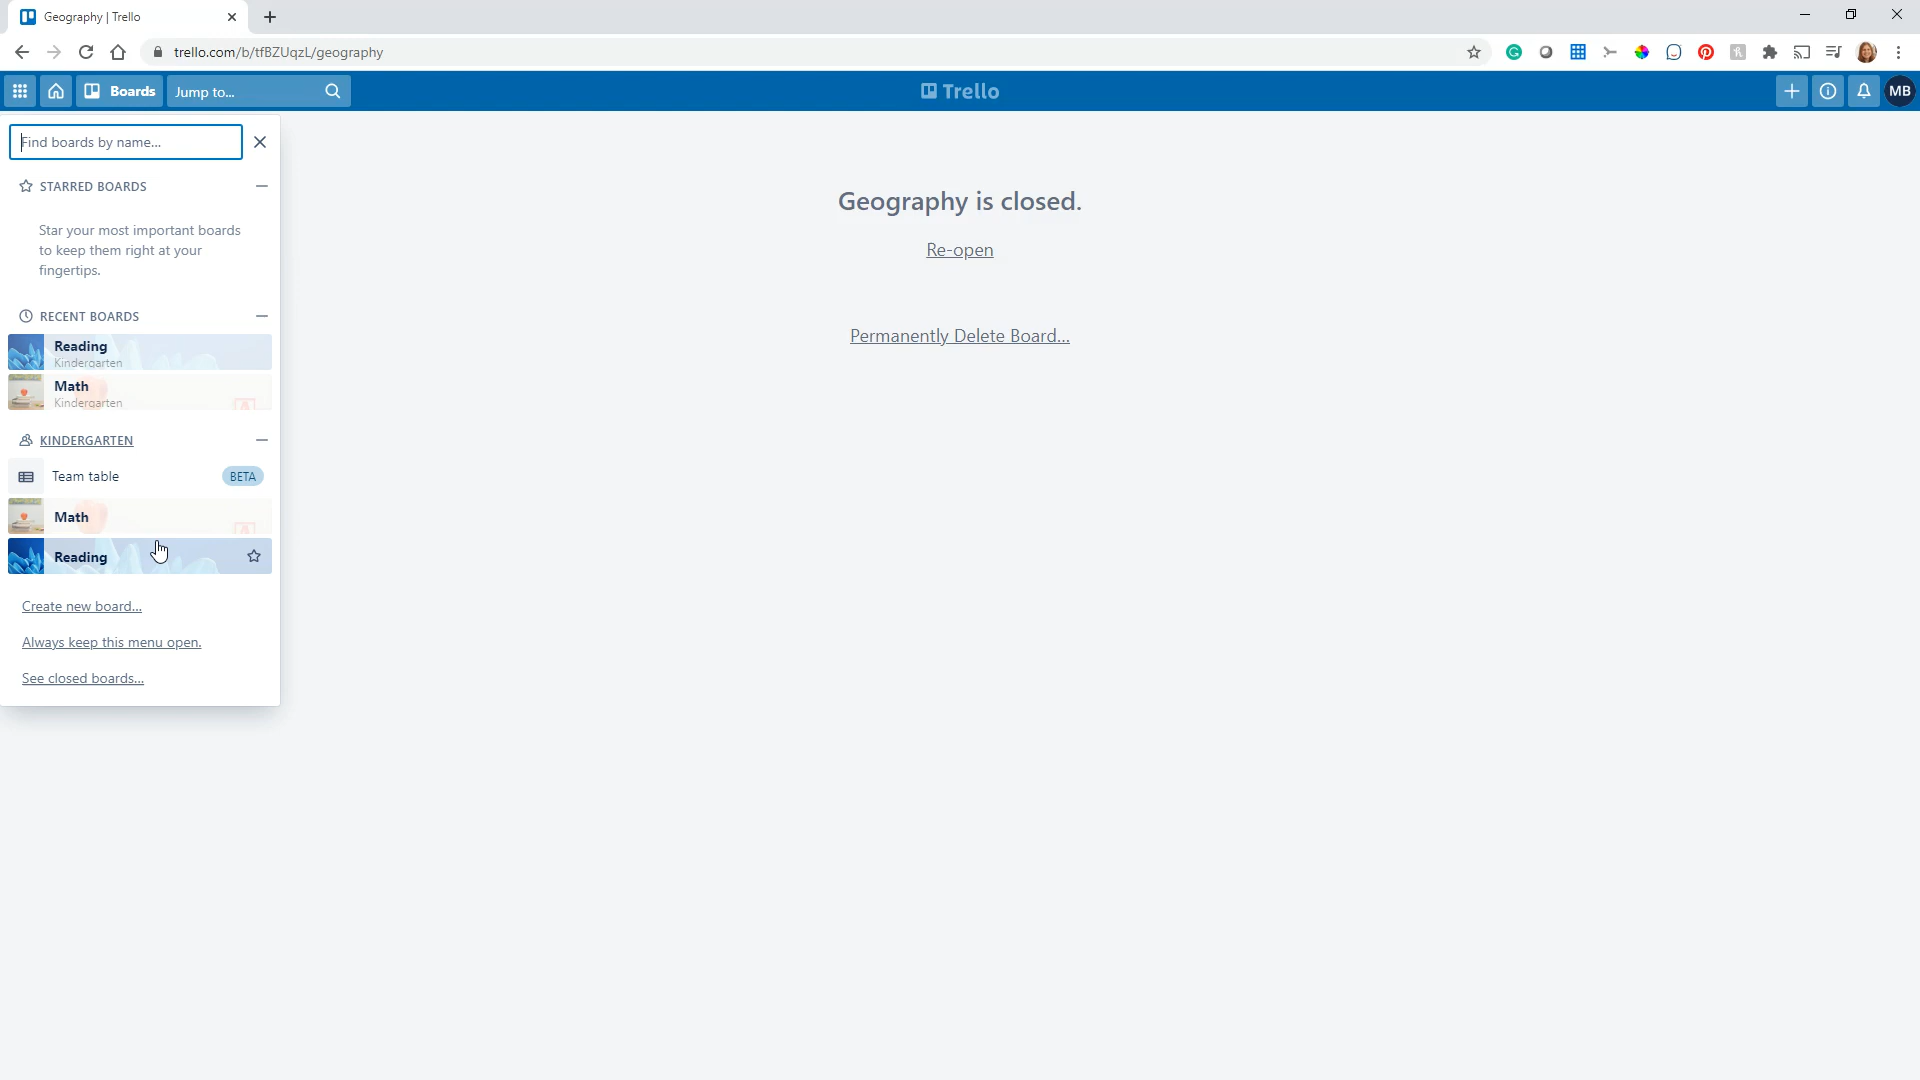 Geography | Trello
trello.com/b/tfBZUqzL/geography
Boards
Jump to...
Trello
MB
Find boards by name...
STARRED BOARDS
Star your most important boards
to keep them right at your
fingertips.
RECENT BOARDS
Reading
Kindergarten
Math
Kindergarten
KINDERGARTEN
Team table
BETA
Math
Reading
Create new board...
Always keep this menu open.
See closed boards...
Geography is closed.
Re-open
Permanently Delete Board...